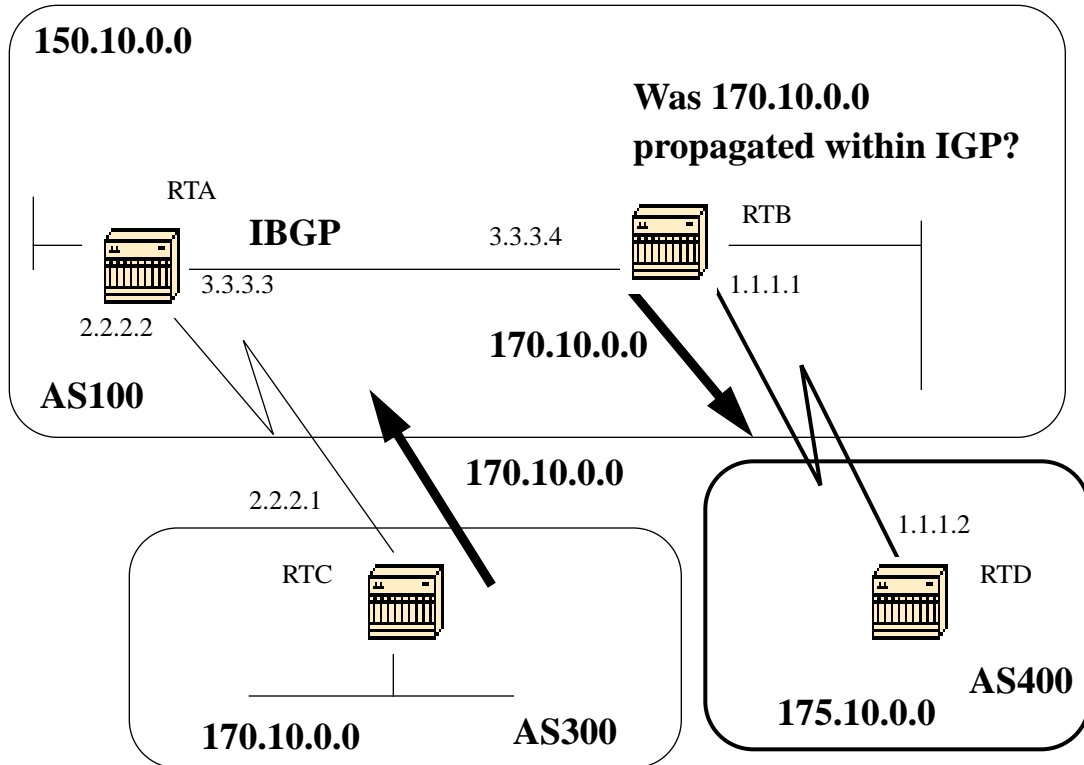 150.10.0.0
Was 170.10.0.0
propagated within IGP?
RTA
RTB
IBGP
3.3.3.4
3.3.3.3
1.1.1.1
2.2.2.2
170.10.0.0
AS100
170.10.0.0
2.2.2.1
1.1.1.2
RTC
RTD
AS400
175.10.0.0
170.10.0.0
AS300